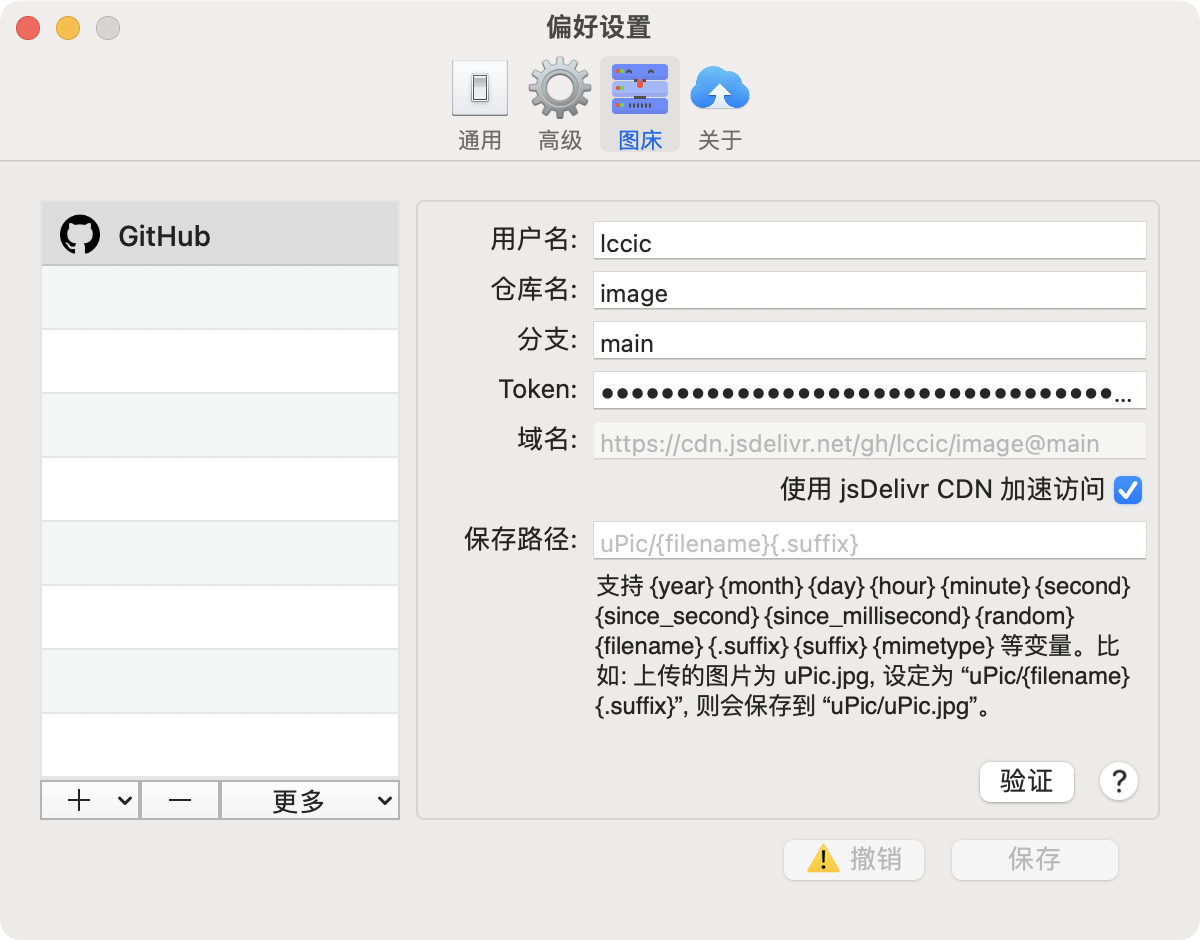 偏好设置
通用
高级
图床
关于
GitHub
用户名: lccic
仓库名: image
分支: main
Token: ●●●●●●●●●●●●●●●●●●●●●●●●●●●●●●●●●●...
域名: https://cdn.jsdelivr.net/gh/lccic/image@main
使用 jsDelivr CDN 加速访问
保存路径: uPic/{filename}{.suffix}
支持 {year} {month} {day} {hour} {minute} {second}
{since_second} {since_millisecond} {random}
{filename} {.suffix} {suffix} {mimetype} 等变量。比
如: 上传的图片为 uPic.jpg, 设定为 “uPic/{filename}
{.suffix}”, 则会保存到 “uPic/uPic.jpg”。
验证
?
更多
撤销
保存